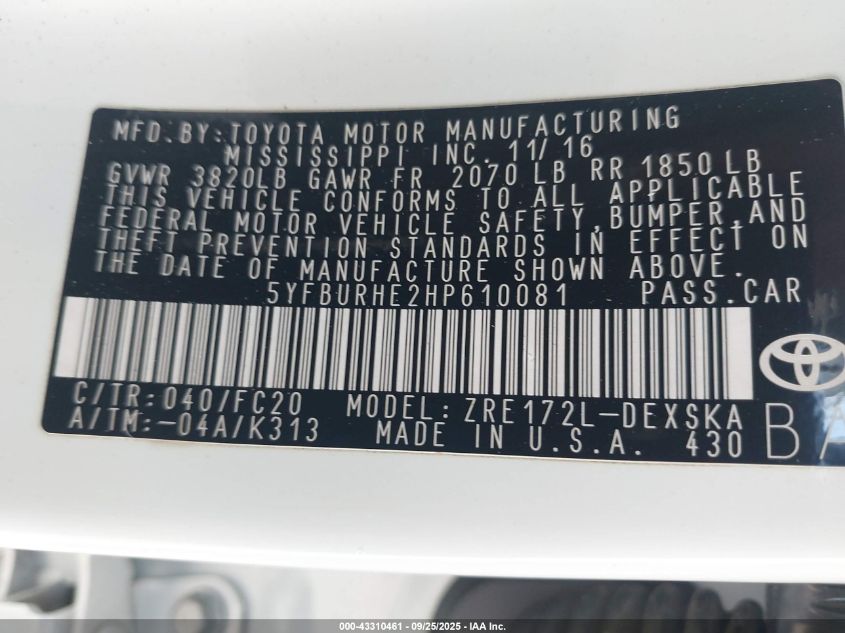 MFD.BY:TOYOTA MOTOR MANUFACTURING
MISSISSIPPI INC. 11/16
GVWR 3820LB GAWR FR 2070 LB RR 1850LB
THIS VEHICLE CONFORMS TO ALL APPLICABLE
FEDERAL MOTOR VEHICLE SAFETY,BUMPER,AND
THEFT PREVENTION STANDARDS IN EFFECT ON
THE DATE OF MANUFACTURE SHOWN ABOVE.
5YFBURHE2HP610081 PASS.CAR
C/TR:040/FC20 MODEL:ZRE172L-DEXSKA
A/TM:-04A/K313 MADE IN U.S.A. 430
BA
000-43310461 - 09/25/2025 - IAA Inc.